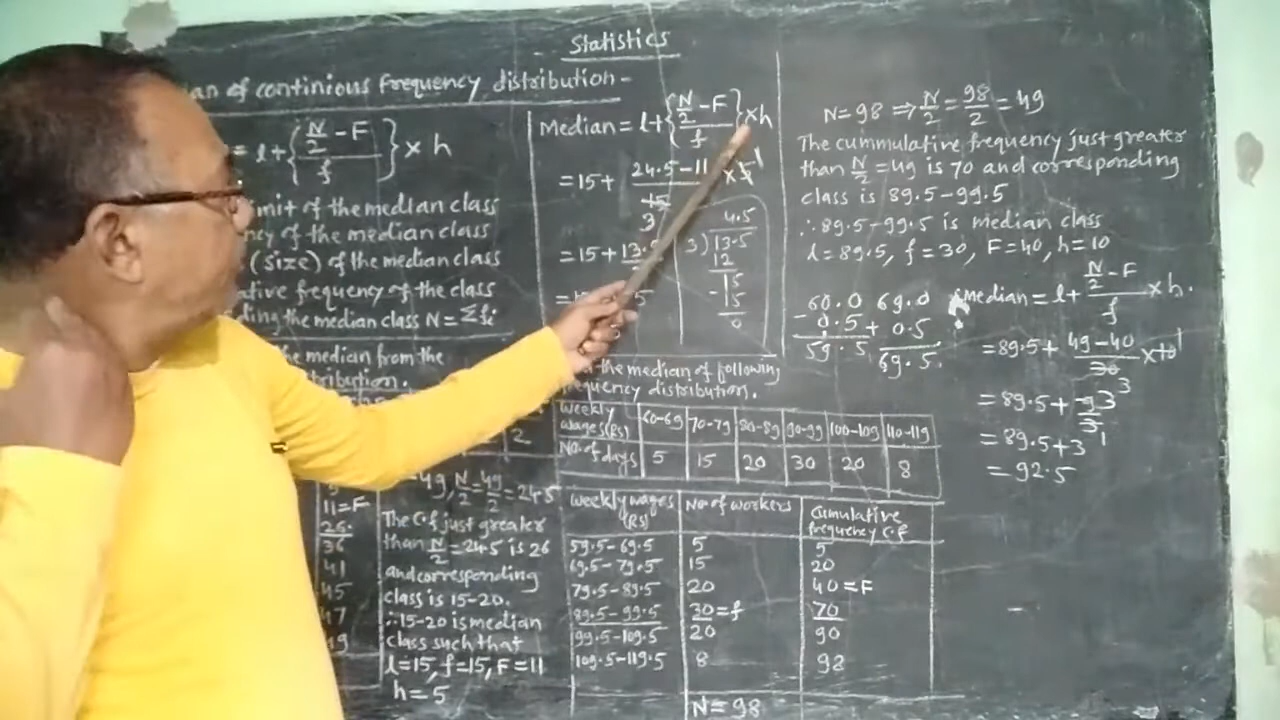 Statistics
an of continious frequency distribution-
= l+{(N/2 -F)/f} × h
imit of the median class
ncy of the median class
(size) of the median class
ative frequency of the class
ding the median class N=Σfi
he median from the
tribution.
2
Median = l+{(N/2 -F)/f}×h
=15+ (24.5-11)/15 ×5 1
3
=15+13.
4.5
3)13.5
12
15
-15
0
the median of following
frequency distribution.
Weekly wages(Rs) 60-69 70-79 80-89 90-99 100-109 110-119
No. of days 5 15 20 30 20 8
11=F
26
36
41
45
47
49
=49, N/2=49/2=24.5
The c.f just greater
than N/2=24.5 is 26
and corresponding
class is 15-20.
∴15-20 is median
class such that
l=15, f=15, F=11
h=5
Weekly wages (Rs) No of workers Cumulative frequency c.f
59.5-69.5 5 5
69.5-79.5 15 20
79.5-89.5 20 40=F
89.5-99.5 30=f 70
99.5-109.5 20 90
109.5-119.5 8 98
N=98
N=98 ⇒ N/2 = 98/2 = 49
The cummulative frequency just greater
than N/2=49 is 70 and corresponding
class is 89.5-99.5
∴89.5-99.5 is median class
l=89.5, f=30, F=40, h=10
60.0 69.0
-0.5 + 0.5
59.5 69.5
Median = l+ (N/2 -F)/f ×h.
=89.5+ (49-40)/30 ×10 1
3
=89.5+ 9/3 3
1
=89.5+3
=92.5